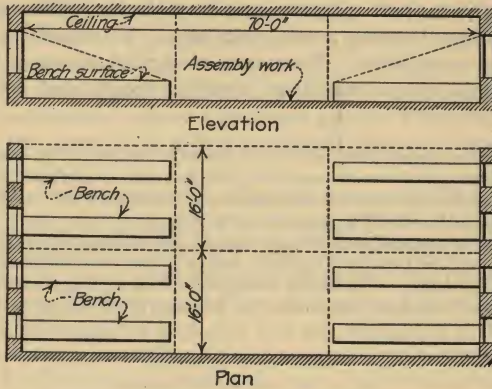 Ceiling
70'-0"
Bench surface
Assembly work
Elevation
Bench
16'-0"
Bench
16'-0"
Plan